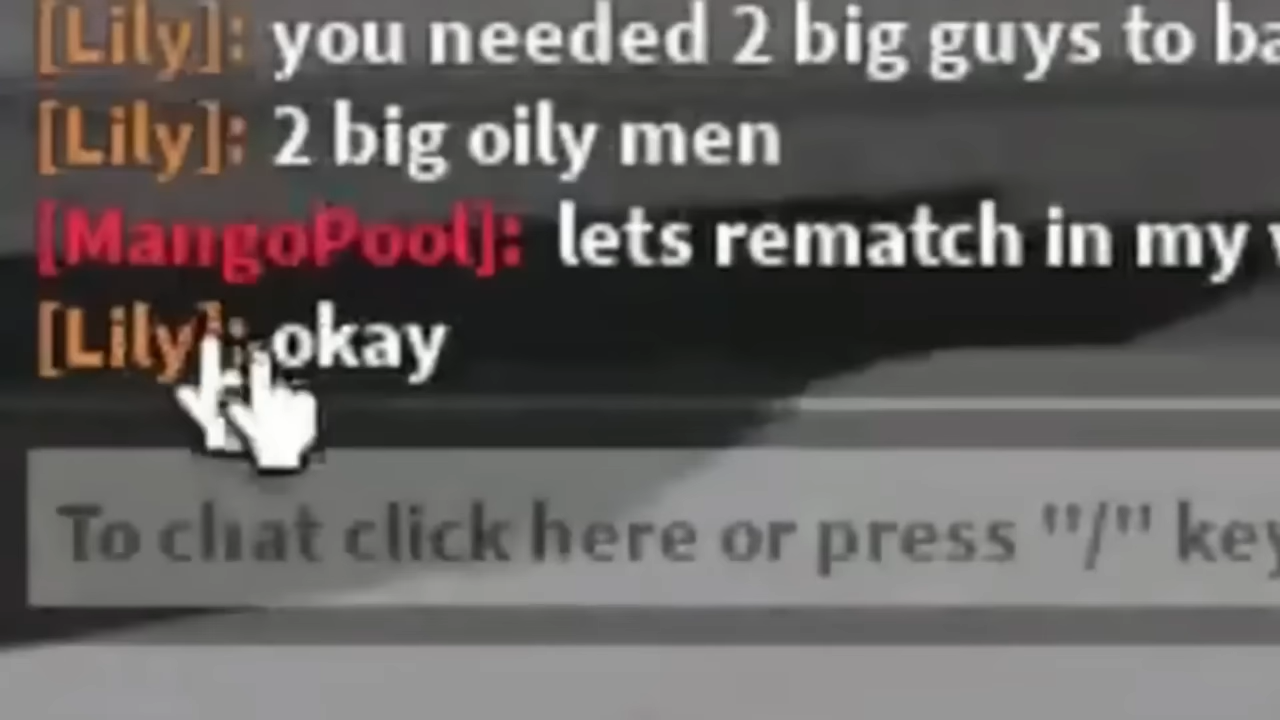 [Lily]: you needed 2 big guys to ba
[Lily]: 2 big oily men
[MangoPool]: lets rematch in my
[Lily]: okay
To chat click here or press "/" key